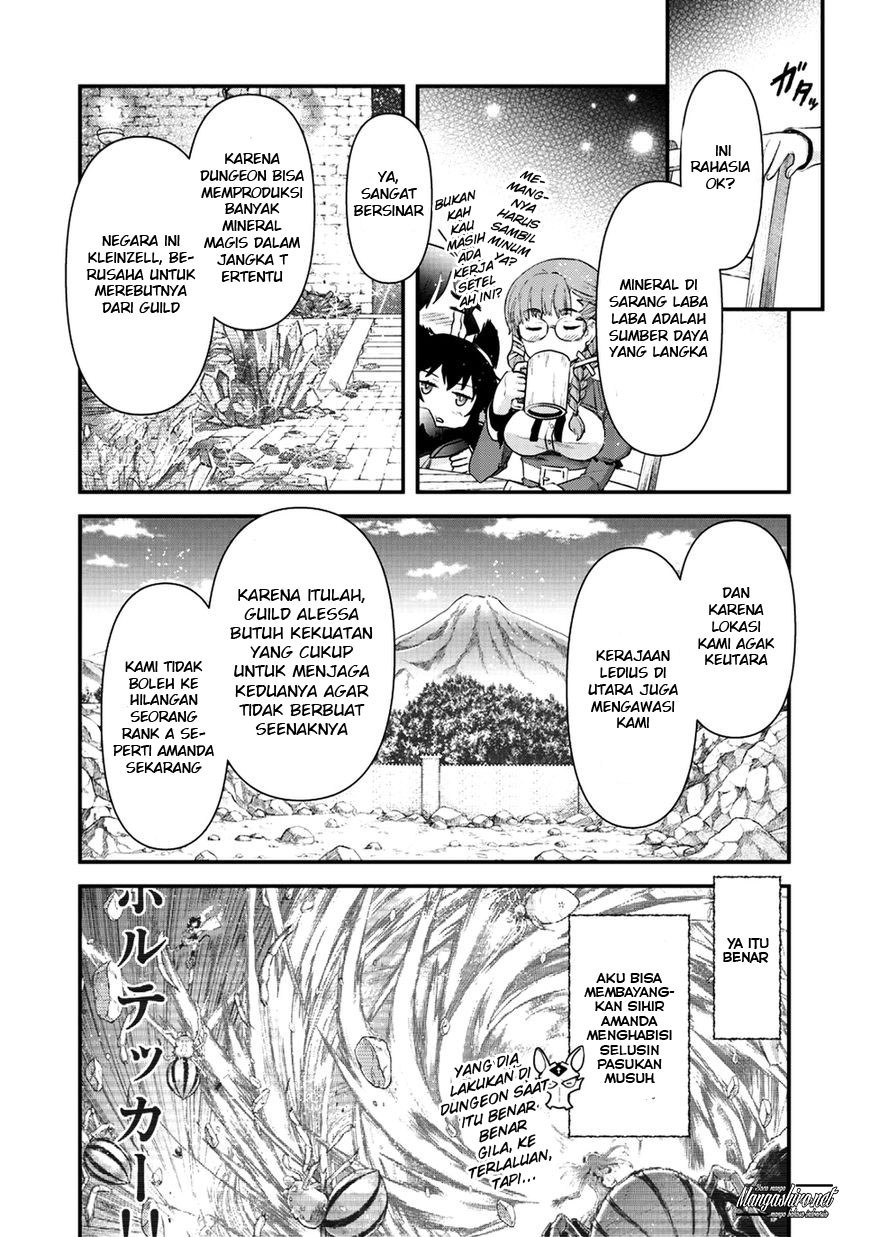 ガタッ
INI
RAHASIA
OK?
MINERAL DI
SARANG LABA
LABA ADALAH
SUMBER DAYA
YANG LANGKA
ME-
MANG-
NYA
HARUS
SAMBIL
MINUM
YA?
BUKAN
KAH
KAU
MASIH
ADA
KERJA
SETEL
AH INI?
YA,
SANGAT
BERSINAR
KARENA
DUNGEON BISA
MEMPRODUKSI
BANYAK
MINERAL
MAGIS DALAM
JANGKA T
ERTENTU
NEGARA INI
KLEINZELL, BE-
RUSAHA UNTUK
MEREBUTNYA
DARI GUILD
DAN
KARENA
LOKASI
KAMI AGAK
KEUTARA
KERAJAAN
LEDIUS DI
UTARA JUGA
MENGAWASI
KAMI
KARENA ITULAH,
GUILD ALESSA
BUTUH KEKUATAN
YANG CUKUP
UNTUK MENJAGA
KEDUANYA AGAR
TIDAK BERBUAT
SEENAKNYA
KAMI TIDAK
BOLEH KE
HILANGAN
SEORANG
RANK A SE-
PERTI AMANDA
SEKARANG
YA ITU
BENAR
AKU BISA
MEMBAYANG-
KAN SIHIR
AMANDA
MENGHABISI
SELUSIN
PASUKAN
MUSUH
YANG DIA
LAKUKAN DI
DUNGEON SAAT
ITU BENAR-
BENAR
GILA, KE
TERLALUAN,
TAPI...
ホルテッカー!!
Mangashiro.net
manga bahasa indonesia